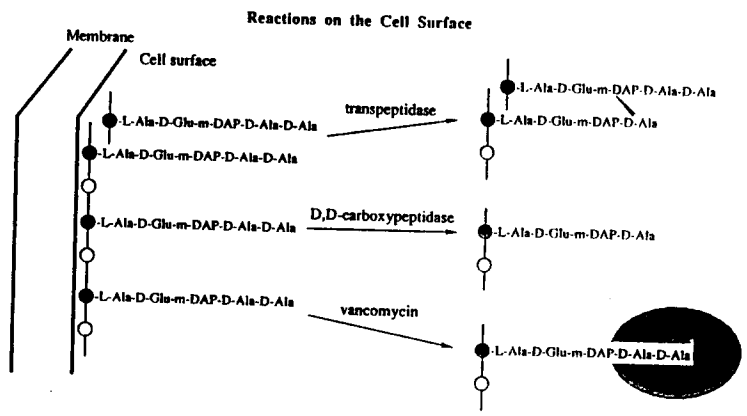 Reactions on the Cell Surface
Membrane
Cell surface
-L-Ala-D-Glu-m-DAP-D-Ala-D-Ala
-L-Ala-D-Glu-m-DAP-D-Ala-D-Ala
transpeptidase
-L-Ala-D-Glu-m-DAP-D-Ala-D-Ala
-L-Ala-D-Glu-m-DAP-D-Ala
-L-Ala-D-Glu-m-DAP-D-Ala-D-Ala
D,D-carboxypeptidase
-L-Ala-D-Glu-m-DAP-D-Ala
-L-Ala-D-Glu-m-DAP-D-Ala-D-Ala
vancomycin
-L-Ala-D-Glu-m-DAP-D-Ala-D-Ala